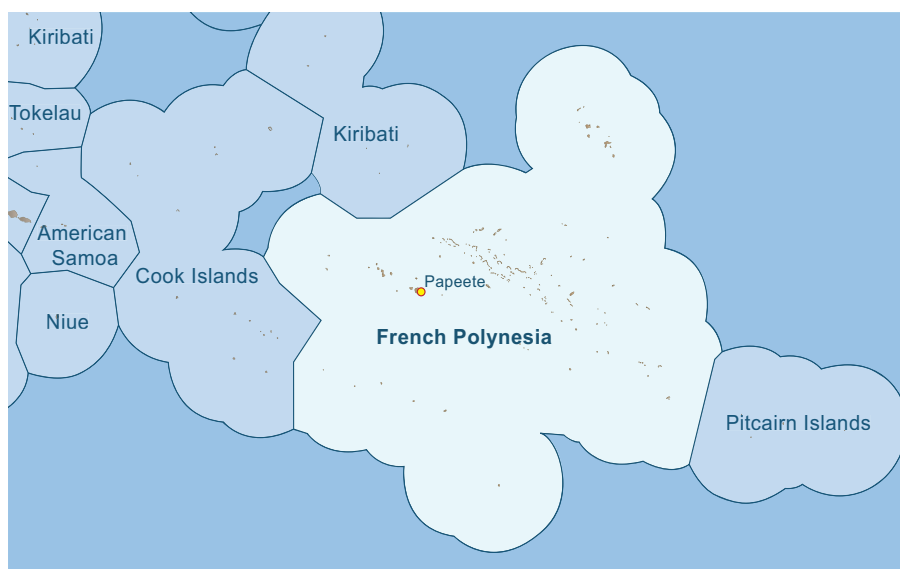 Kiribati
Tokelau
Kiribati
American
Samoa
Cook Islands
Papeete
Niue
French Polynesia
Pitcairn Islands